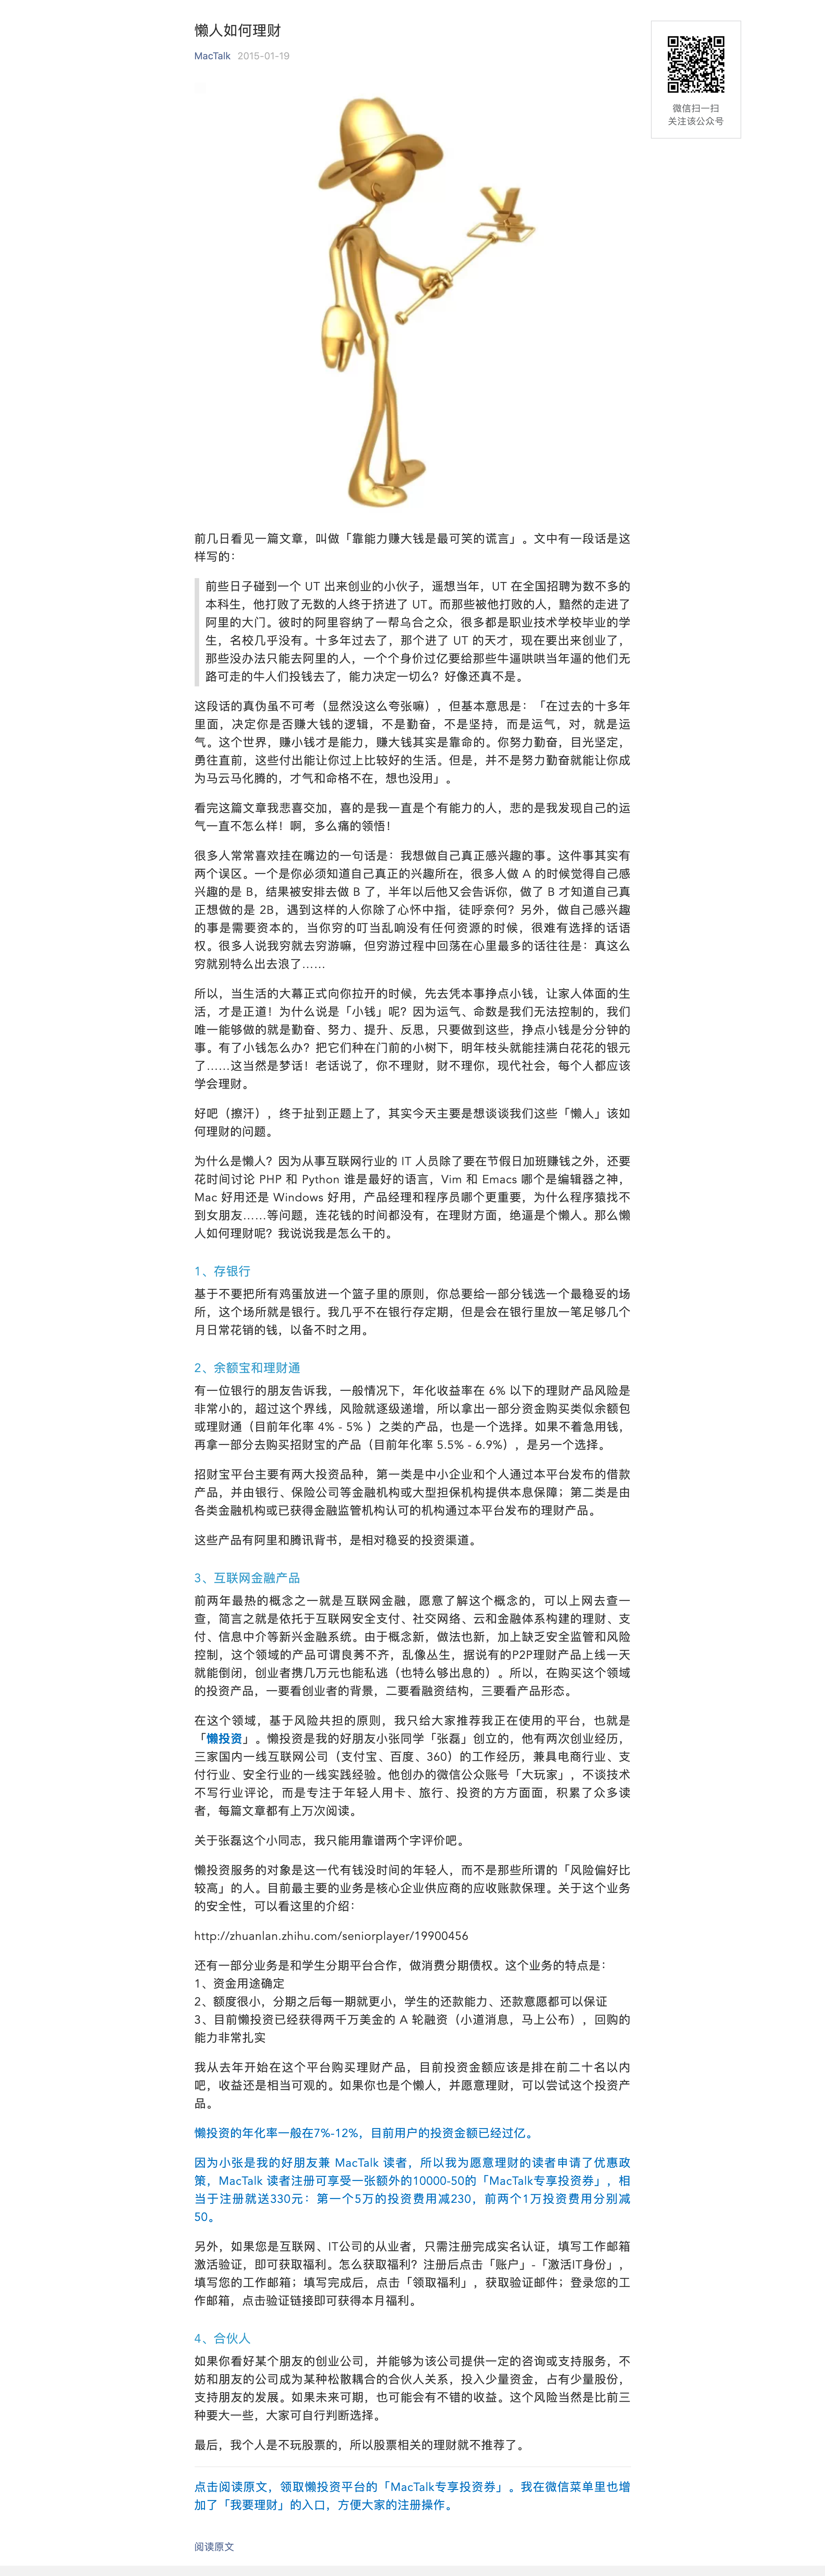 懒人如何理财
MacTalk 2015-01-19
微信扫一扫
关注该公众号
前几日看见一篇文章，叫做「靠能力赚大钱是最可笑的谎言」。文中有一段话是这
样写的：
前些日子碰到一个 UT 出来创业的小伙子，遥想当年，UT 在全国招聘为数不多的
本科生，他打败了无数的人终于挤进了 UT。而那些被他打败的人，黯然的走进了
阿里的大门。彼时的阿里容纳了一帮乌合之众，很多都是职业技术学校毕业的学
生，名校几乎没有。十多年过去了，那个进了 UT 的天才，现在要出来创业了，
那些没办法只能去阿里的人，一个个身价过亿要给那些牛逼哄哄当年逼的他们无
路可走的牛人们投钱去了，能力决定一切么？好像还真不是。
这段话的真伪虽不可考（显然没这么夸张嘛），但基本意思是：「在过去的十多年
里面，决定你是否赚大钱的逻辑，不是勤奋，不是坚持，而是运气，对，就是运
气。这个世界，赚小钱才是能力，赚大钱其实是靠命的。你努力勤奋，目光坚定，
勇往直前，这些付出能让你过上比较好的生活。但是，并不是努力勤奋就能让你成
为马云马化腾的，才气和命格不在，想也没用」。
看完这篇文章我悲喜交加，喜的是我一直是个有能力的人，悲的是我发现自己的运
气一直不怎么样！啊，多么痛的领悟！
很多人常常喜欢挂在嘴边的一句话是：我想做自己真正感兴趣的事。这件事其实有
两个误区。一个是你必须知道自己真正的兴趣所在，很多人做 A 的时候觉得自己感
兴趣的是 B，结果被安排去做 B 了，半年以后他又会告诉你，做了 B 才知道自己真
正想做的是 2B，遇到这样的人你除了心怀中指，徒呼奈何？另外，做自己感兴趣
的事是需要资本的，当你穷的叮当乱响没有任何资源的时候，很难有选择的话语
权。很多人说我穷就去穷游嘛，但穷游过程中回荡在心里最多的话往往是：真这么
穷就别特么出去浪了……
所以，当生活的大幕正式向你拉开的时候，先去凭本事挣点小钱，让家人体面的生
活，才是正道！为什么说是「小钱」呢？因为运气、命数是我们无法控制的，我们
唯一能够做的就是勤奋、努力、提升、反思，只要做到这些，挣点小钱是分分钟的
事。有了小钱怎么办？把它们种在门前的小树下，明年枝头就能挂满白花花的银元
了……这当然是梦话！老话说了，你不理财，财不理你，现代社会，每个人都应该
学会理财。
好吧（擦汗），终于扯到正题上了，其实今天主要是想谈谈我们这些「懒人」该如
何理财的问题。
为什么是懒人？因为从事互联网行业的 IT 人员除了要在节假日加班赚钱之外，还要
花时间讨论 PHP 和 Python 谁是最好的语言，Vim 和 Emacs 哪个是编辑器之神，
Mac 好用还是 Windows 好用，产品经理和程序员哪个更重要，为什么程序猿找不
到女朋友……等问题，连花钱的时间都没有，在理财方面，绝逼是个懒人。那么懒
人如何理财呢？我说说我是怎么干的。
1、存银行
基于不要把所有鸡蛋放进一个篮子里的原则，你总要给一部分钱选一个最稳妥的场
所，这个场所就是银行。我几乎不在银行存定期，但是会在银行里放一笔足够几个
月日常花销的钱，以备不时之用。
2、余额宝和理财通
有一位银行的朋友告诉我，一般情况下，年化收益率在 6% 以下的理财产品风险是
非常小的，超过这个界线，风险就逐级递增，所以拿出一部分资金购买类似余额包
或理财通（目前年化率 4% - 5% ）之类的产品，也是一个选择。如果不着急用钱，
再拿一部分去购买招财宝的产品（目前年化率 5.5% - 6.9%），是另一个选择。
招财宝平台主要有两大投资品种，第一类是中小企业和个人通过本平台发布的借款
产品，并由银行、保险公司等金融机构或大型担保机构提供本息保障；第二类是由
各类金融机构或已获得金融监管机构认可的机构通过本平台发布的理财产品。
这些产品有阿里和腾讯背书，是相对稳妥的投资渠道。
3、互联网金融产品
前两年最热的概念之一就是互联网金融，愿意了解这个概念的，可以上网去查一
查，简言之就是依托于互联网安全支付、社交网络、云和金融体系构建的理财、支
付、信息中介等新兴金融系统。由于概念新，做法也新，加上缺乏安全监管和风险
控制，这个领域的产品可谓良莠不齐，乱像丛生，据说有的P2P理财产品上线一天
就能倒闭，创业者携几万元也能私逃（也特么够出息的）。所以，在购买这个领域
的投资产品，一要看创业者的背景，二要看融资结构，三要看产品形态。
在这个领域，基于风险共担的原则，我只给大家推荐我正在使用的平台，也就是
「懒投资」。懒投资是我的好朋友小张同学「张磊」创立的，他有两次创业经历，
三家国内一线互联网公司（支付宝、百度、360）的工作经历，兼具电商行业、支
付行业、安全行业的一线实践经验。他创办的微信公众账号「大玩家」，不谈技术
不写行业评论，而是专注于年轻人用卡、旅行、投资的方方面面，积累了众多读
者，每篇文章都有上万次阅读。
关于张磊这个小同志，我只能用靠谱两个字评价吧。
懒投资服务的对象是这一代有钱没时间的年轻人，而不是那些所谓的「风险偏好比
较高」的人。目前最主要的业务是核心企业供应商的应收账款保理。关于这个业务
的安全性，可以看这里的介绍：
http://zhuanlan.zhihu.com/seniorplayer/19900456
还有一部分业务是和学生分期平台合作，做消费分期债权。这个业务的特点是：
1、资金用途确定
2、额度很小，分期之后每一期就更小，学生的还款能力、还款意愿都可以保证
3、目前懒投资已经获得两千万美金的 A 轮融资（小道消息，马上公布），回购的
能力非常扎实
我从去年开始在这个平台购买理财产品，目前投资金额应该是排在前二十名以内
吧，收益还是相当可观的。如果你也是个懒人，并愿意理财，可以尝试这个投资产
品。
懒投资的年化率一般在7%-12%，目前用户的投资金额已经过亿。
因为小张是我的好朋友兼 MacTalk 读者，所以我为愿意理财的读者申请了优惠政
策，MacTalk 读者注册可享受一张额外的10000-50的「MacTalk专享投资券」，相
当于注册就送330元：第一个5万的投资费用减230，前两个1万投资费用分别减
50。
另外，如果您是互联网、IT公司的从业者，只需注册完成实名认证，填写工作邮箱
激活验证，即可获取福利。怎么获取福利？注册后点击「账户」-「激活IT身份」，
填写您的工作邮箱；填写完成后，点击「领取福利」，获取验证邮件；登录您的工
作邮箱，点击验证链接即可获得本月福利。
4、合伙人
如果你看好某个朋友的创业公司，并能够为该公司提供一定的咨询或支持服务，不
妨和朋友的公司成为某种松散耦合的合伙人关系，投入少量资金，占有少量股份，
支持朋友的发展。如果未来可期，也可能会有不错的收益。这个风险当然是比前三
种要大一些，大家可自行判断选择。
最后，我个人是不玩股票的，所以股票相关的理财就不推荐了。
点击阅读原文，领取懒投资平台的「MacTalk专享投资券」。我在微信菜单里也增
加了「我要理财」的入口，方便大家的注册操作。
阅读原文